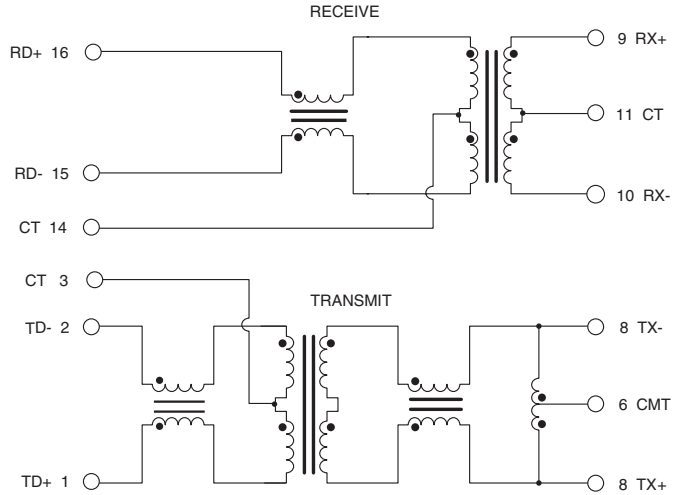 RECEIVE
RD+ 16
9 RX+
11 CT
RD- 15
10 RX-
CT 14
CT 3
TRANSMIT
TD- 2
8 TX-
6 CMT
TD+ 1
8 TX+